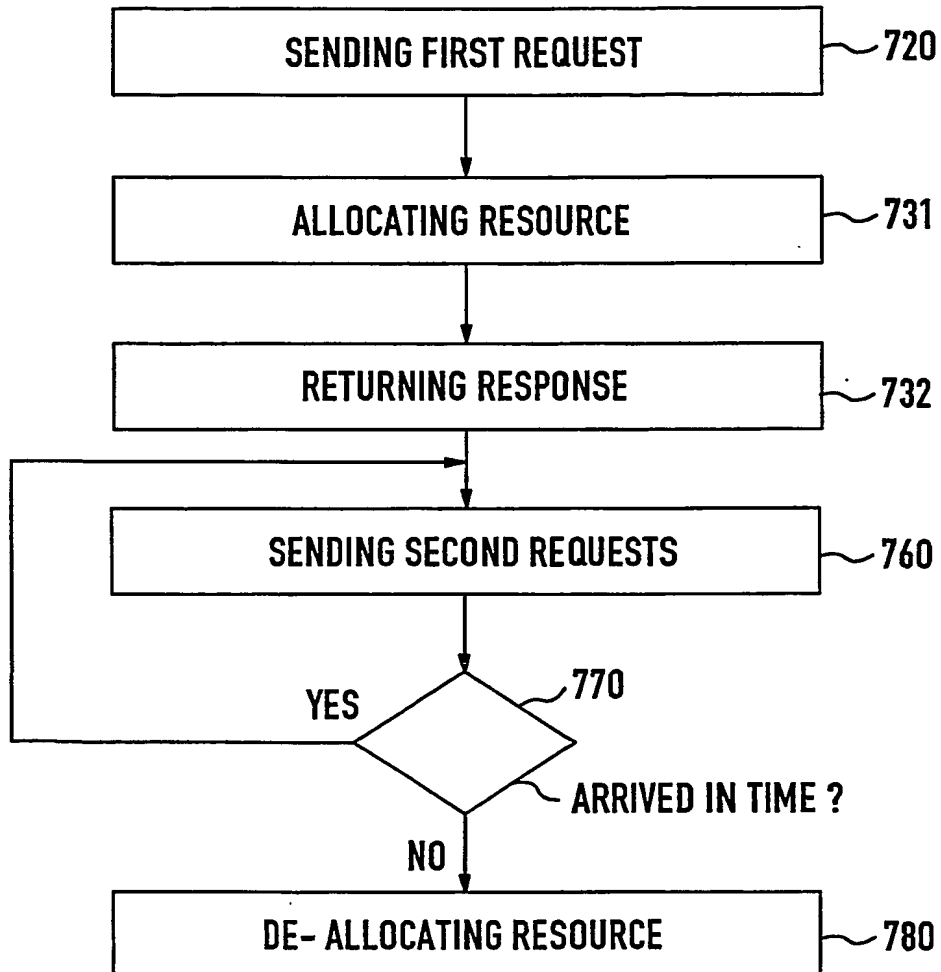 SENDING FIRST REQUEST
720
ALLOCATING RESOURCE
731
RETURNING RESPONSE
732
SENDING SECOND REQUESTS
760
770
YES
ARRIVED IN TIME ?
NO
DE- ALLOCATING RESOURCE
780